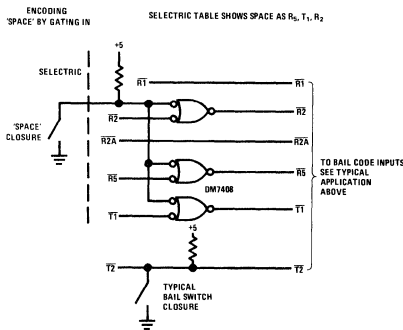 ENCODING
'SPACE' BY GATING IN
SELECTRIC TABLE SHOWS SPACE AS R5, T1, R2
+5
SELECTRIC
R1 R1
R2 R2
'SPACE'
CLOSURE
R2A R2A
TO BAIL CODE INPUTS
SEE TYPICAL
APPLICATION
ABOVE
R5 R5
DM7408
T1 T1
+5
T2 T2
TYPICAL
BAIL SWITCH
CLOSURE